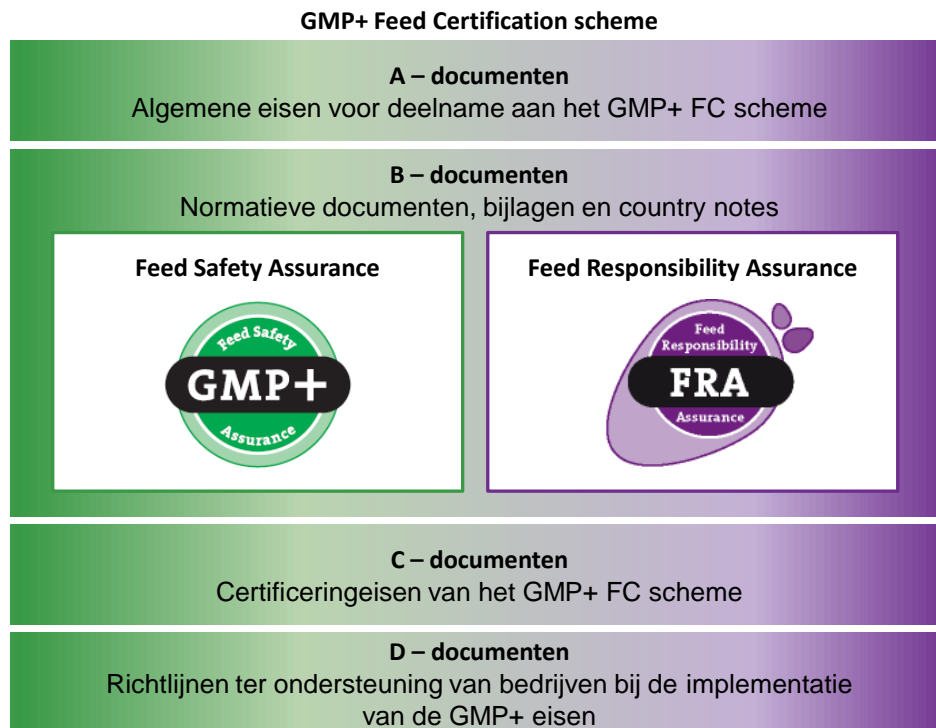 GMP+ Feed Certification scheme
A – documenten
Algemene eisen voor deelname aan het GMP+ FC scheme
B – documenten
Normatieve documenten, bijlagen en country notes
Feed Safety Assurance
Feed Safety
GMP+
Assurance
Feed Responsibility Assurance
Feed
Responsibility
FRA
Assurance
C – documenten
Certificeringeisen van het GMP+ FC scheme
D – documenten
Richtlijnen ter ondersteuning van bedrijven bij de implementatie
van de GMP+ eisen